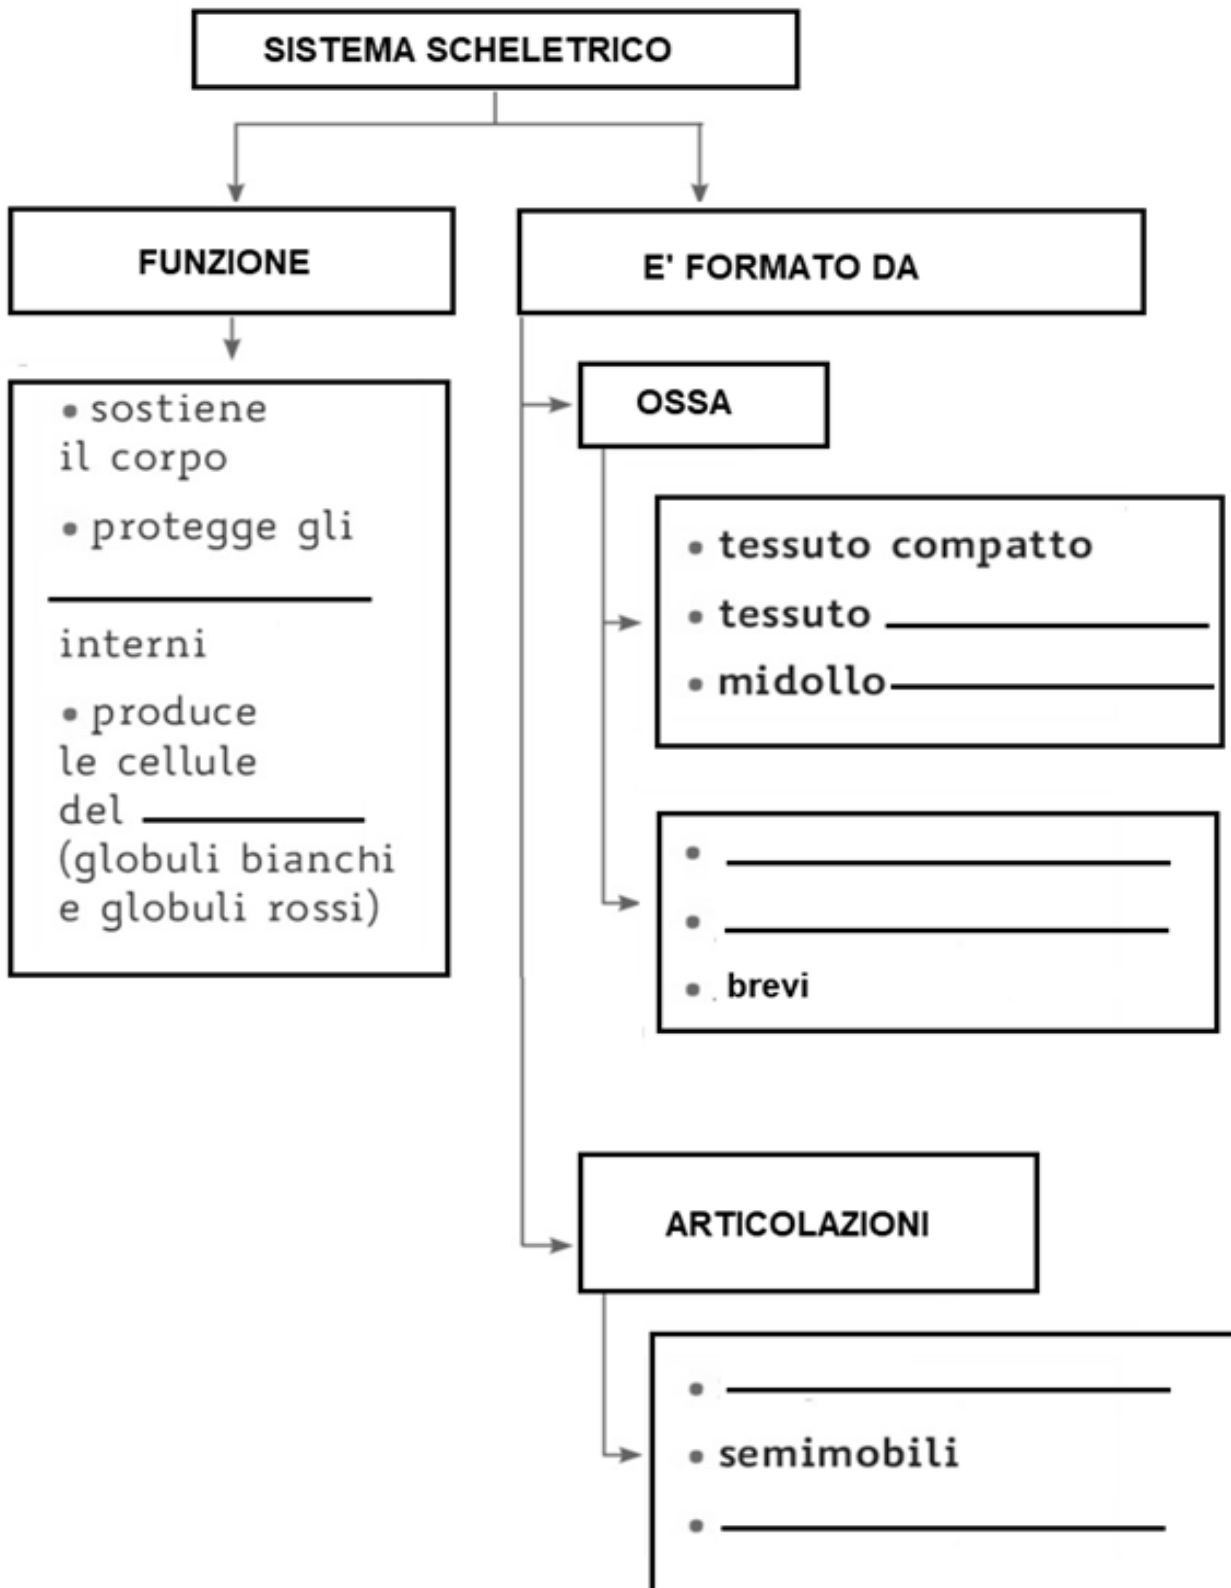 SISTEMA SCHELETRICO
FUNZIONE
• sostiene
il corpo
• protegge gli
interni
• produce
le cellule
del
(globuli bianchi
e globuli rossi)
E' FORMATO DA
OSSA
• tessuto compatto
• tessuto
• midollo
• brevi
ARTICOLAZIONI
• semimobili